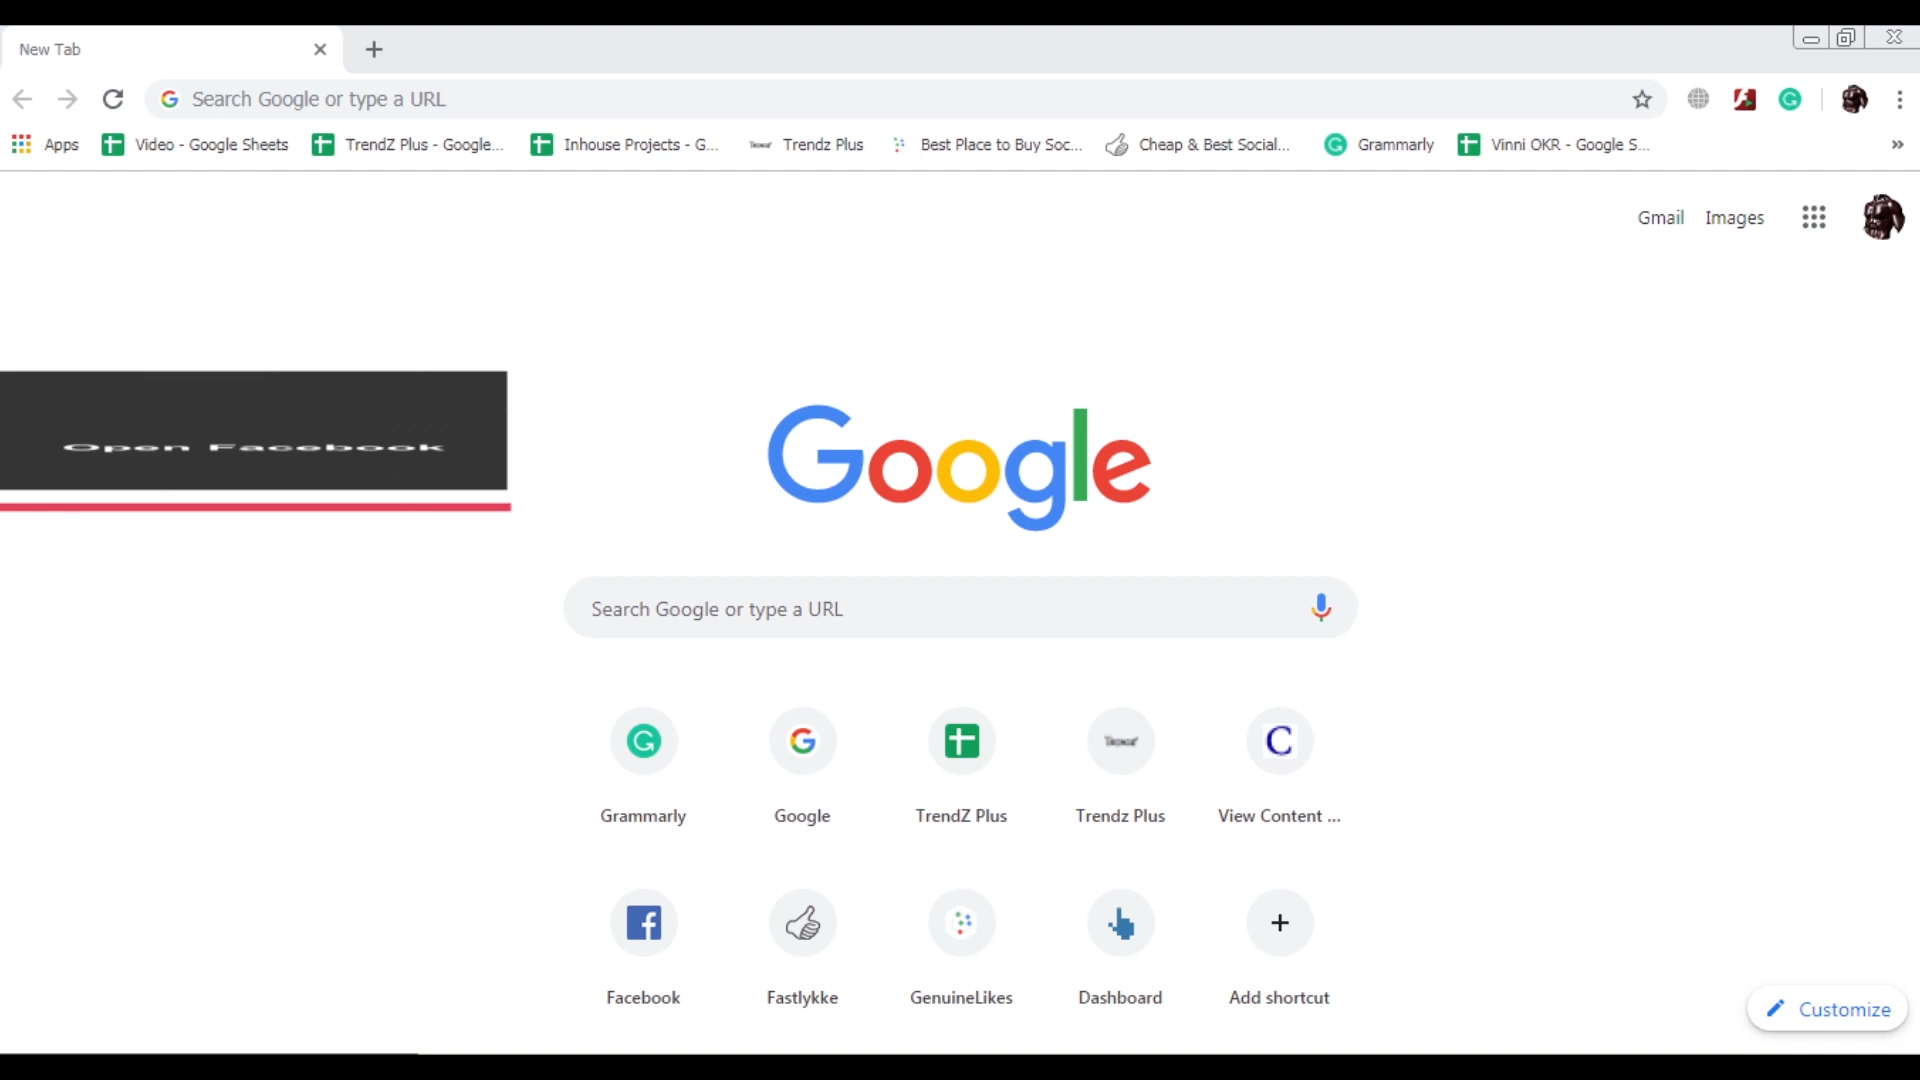 New Tab
Search Google or type a URL
Apps Video - Google Sheets TrendZ Plus - Google... Inhouse Projects - G... Trendz Plus Best Place to Buy Soc... Cheap & Best Social... Grammarly Vinni OKR - Google S... »
Gmail Images
Open Facebook
Google
Search Google or type a URL
Grammarly Google TrendZ Plus Trendz Plus View Content ...
Facebook Fastlykke GenuineLikes Dashboard Add shortcut
Customize